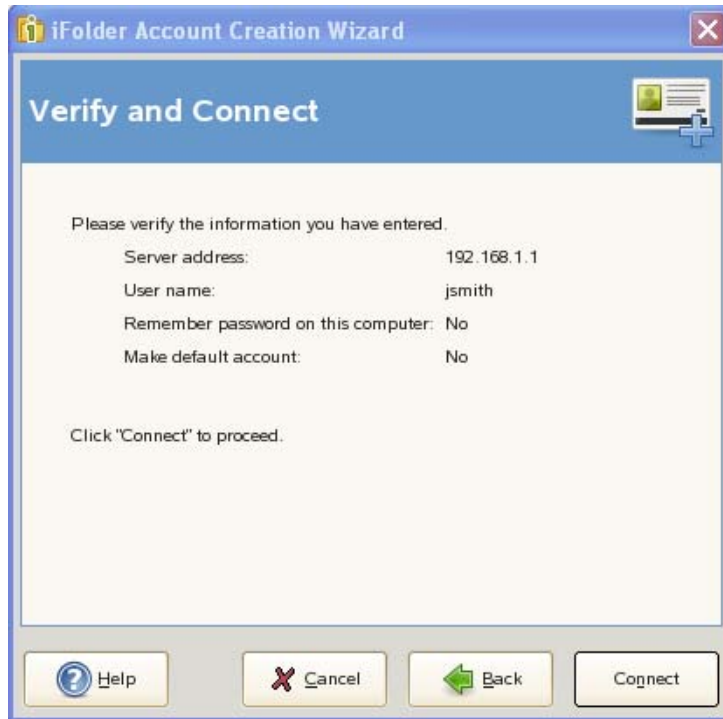 iFolder Account Creation Wizard
Verify and Connect
Please verify the information you have entered.
Server address: 192.168.1.1
User name: jsmith
Remember password on this computer: No
Make default account: No
Click "Connect" to proceed.
Help Cancel Back Connect